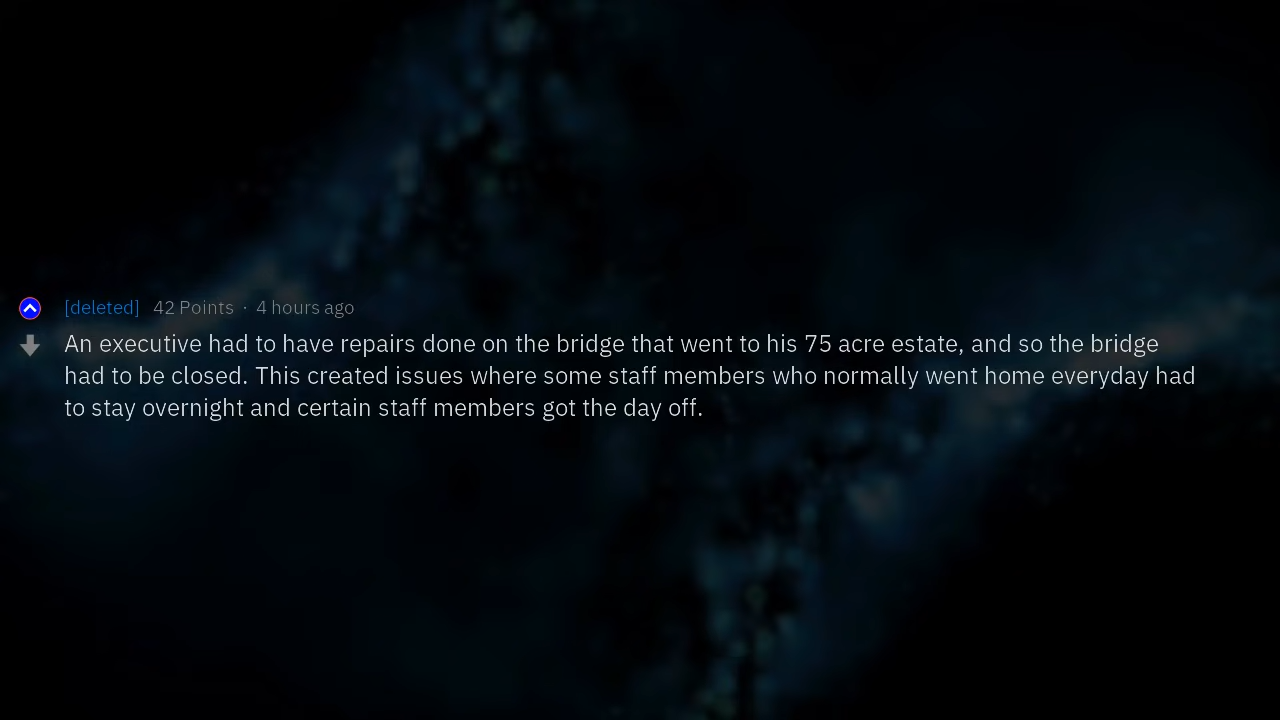 [deleted] 42 Points · 4 hours ago
An executive had to have repairs done on the bridge that went to his 75 acre estate, and so the bridge
had to be closed. This created issues where some staff members who normally went home everyday had
to stay overnight and certain staff members got the day off.